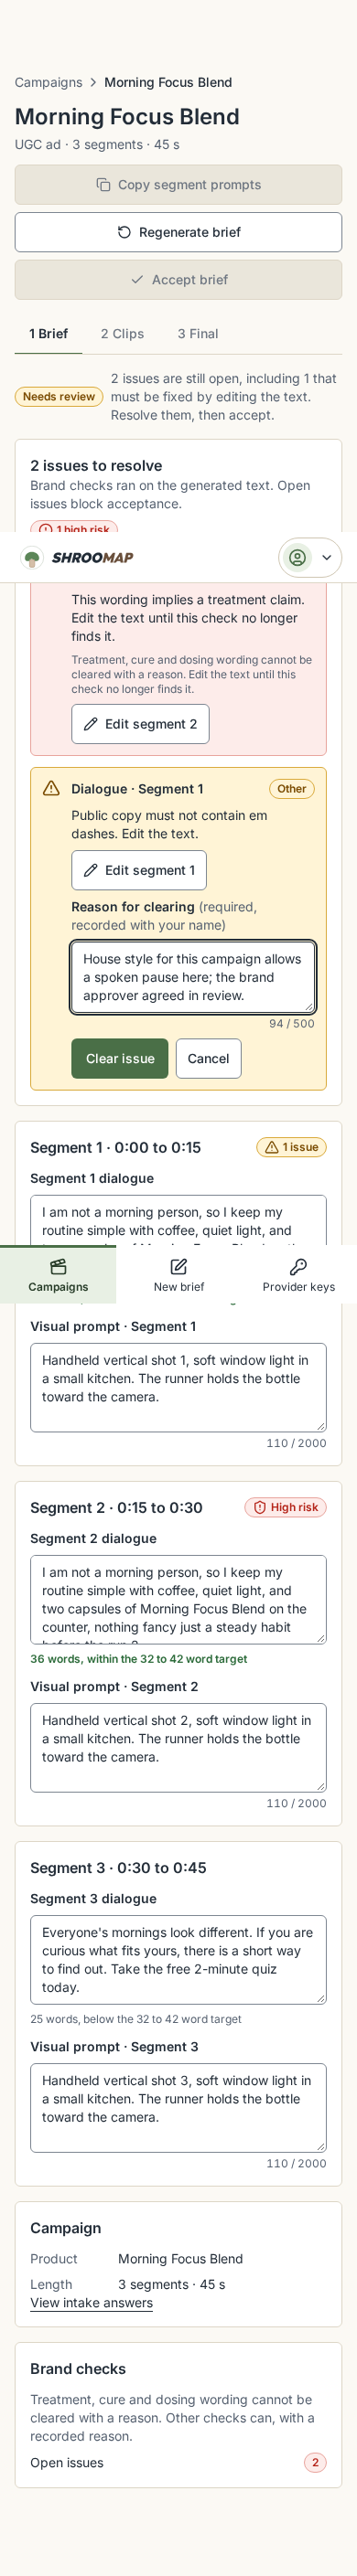 Campaigns > Morning Focus Blend
Morning Focus Blend
UGC ad · 3 segments · 45 s
Copy segment prompts
Regenerate brief
Accept brief
1 Brief 2 Clips 3 Final
Needs review
2 issues are still open, including 1 that
must be fixed by editing the text.
Resolve them, then accept.
2 issues to resolve
Brand checks ran on the generated text. Open
issues block acceptance.
1 high risk
SHROOMAP
This wording implies a treatment claim.
Edit the text until this check no longer
finds it.
Treatment, cure and dosing wording cannot be
cleared with a reason. Edit the text until this
check no longer finds it.
Edit segment 2
Dialogue · Segment 1 Other
Public copy must not contain em
dashes. Edit the text.
Edit segment 1
Reason for clearing (required,
recorded with your name)
House style for this campaign allows
a spoken pause here; the brand
approver agreed in review.
94 / 500
Clear issue Cancel
Segment 1 · 0:00 to 0:15 1 issue
Segment 1 dialogue
I am not a morning person, so I keep my
routine simple with coffee, quiet light, and
Campaigns New brief Provider keys
Visual prompt · Segment 1
Handheld vertical shot 1, soft window light in
a small kitchen. The runner holds the bottle
toward the camera.
110 / 2000
Segment 2 · 0:15 to 0:30 High risk
Segment 2 dialogue
I am not a morning person, so I keep my
routine simple with coffee, quiet light, and
two capsules of Morning Focus Blend on the
counter, nothing fancy just a steady habit
36 words, within the 32 to 42 word target
Visual prompt · Segment 2
Handheld vertical shot 2, soft window light in
a small kitchen. The runner holds the bottle
toward the camera.
110 / 2000
Segment 3 · 0:30 to 0:45
Segment 3 dialogue
Everyone's mornings look different. If you are
curious what fits yours, there is a short way
to find out. Take the free 2-minute quiz
today.
25 words, below the 32 to 42 word target
Visual prompt · Segment 3
Handheld vertical shot 3, soft window light in
a small kitchen. The runner holds the bottle
toward the camera.
110 / 2000
Campaign
Product Morning Focus Blend
Length 3 segments · 45 s
View intake answers
Brand checks
Treatment, cure and dosing wording cannot be
cleared with a reason. Other checks can, with a
recorded reason.
Open issues 2